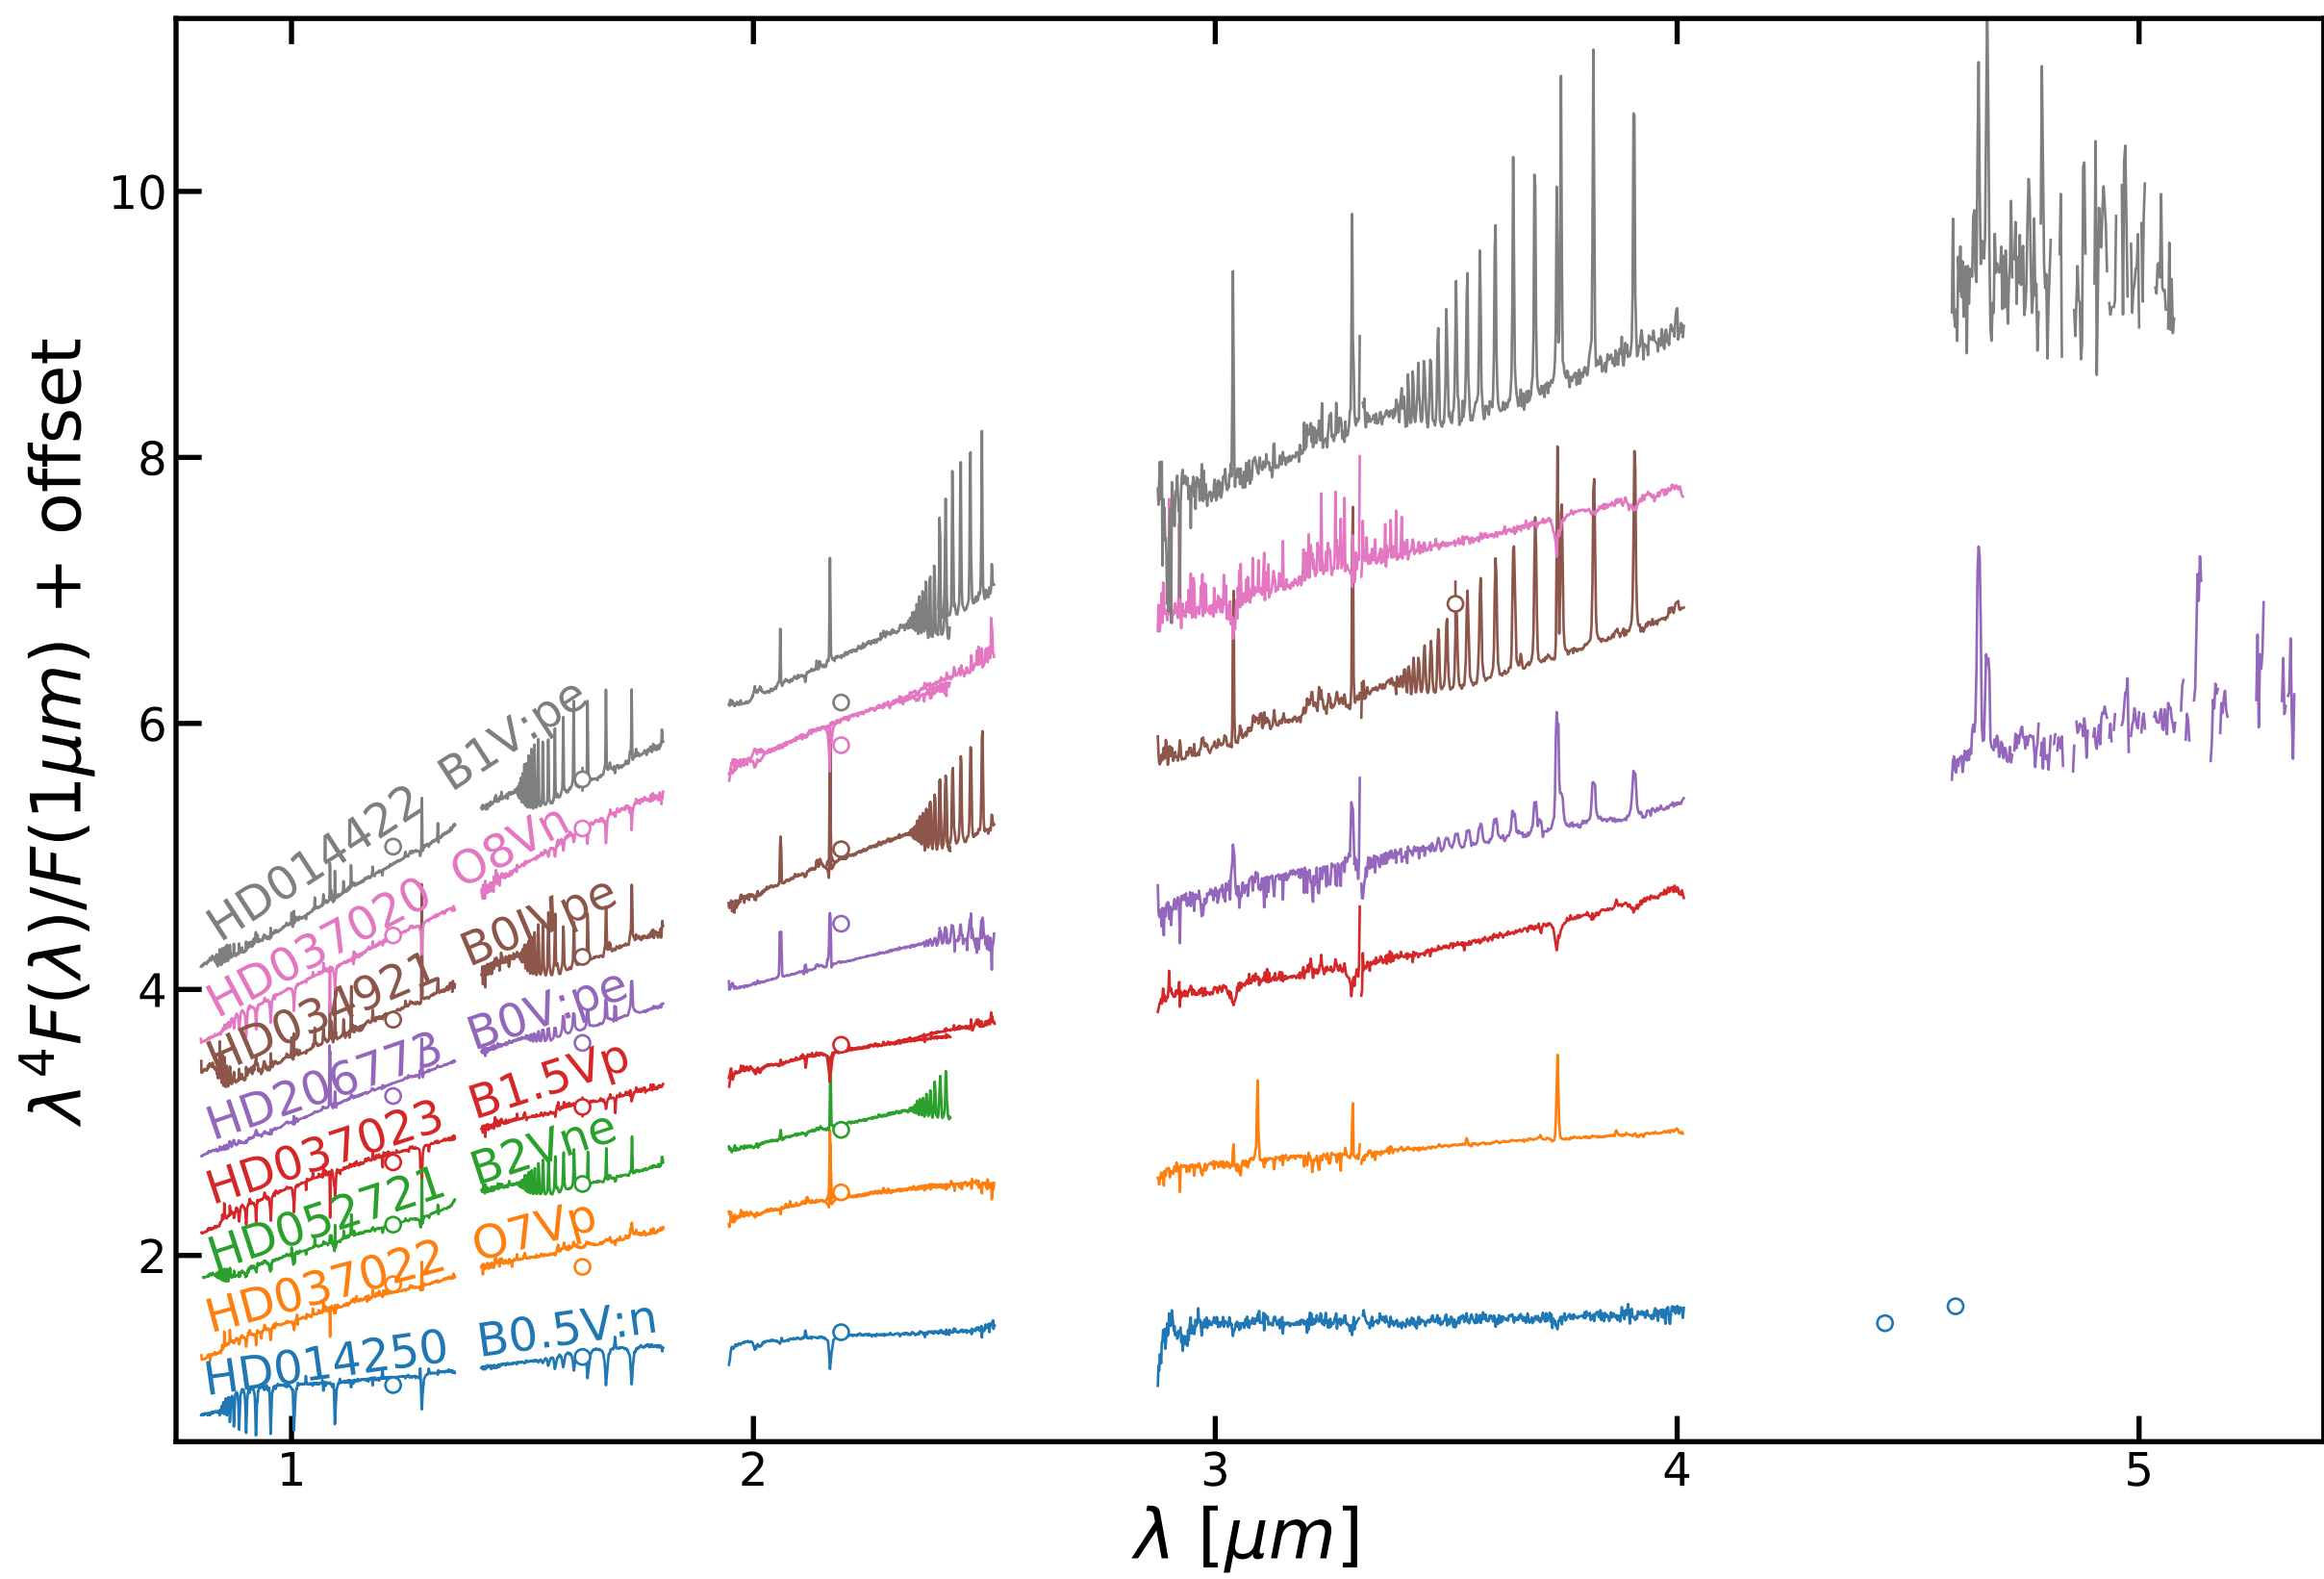 λ⁴F(λ)/F(1μm) + offset
10
8
6
4
2
HD014422 B1V:pe
HD037020 O8Vn
HD034921 B0IVpe
HD206773 B0V:pe
HD037023 B1.5Vp
HD052721 B2Vne
HD037022 O7Vp
HD014250 B0.5V:n
1 2 3 4 5
λ [μm]